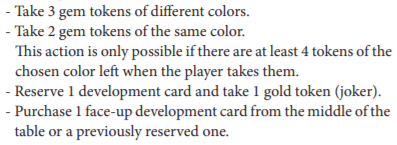 - Take 3 gem tokens of different colors.
- Take 2 gem tokens of the same color.
This action is only possible if there are at least 4 tokens of the
chosen color left when the player takes them.
- Reserve 1 development card and take 1 gold token (joker).
- Purchase 1 face-up development card from the middle of the
table or a previously reserved one.